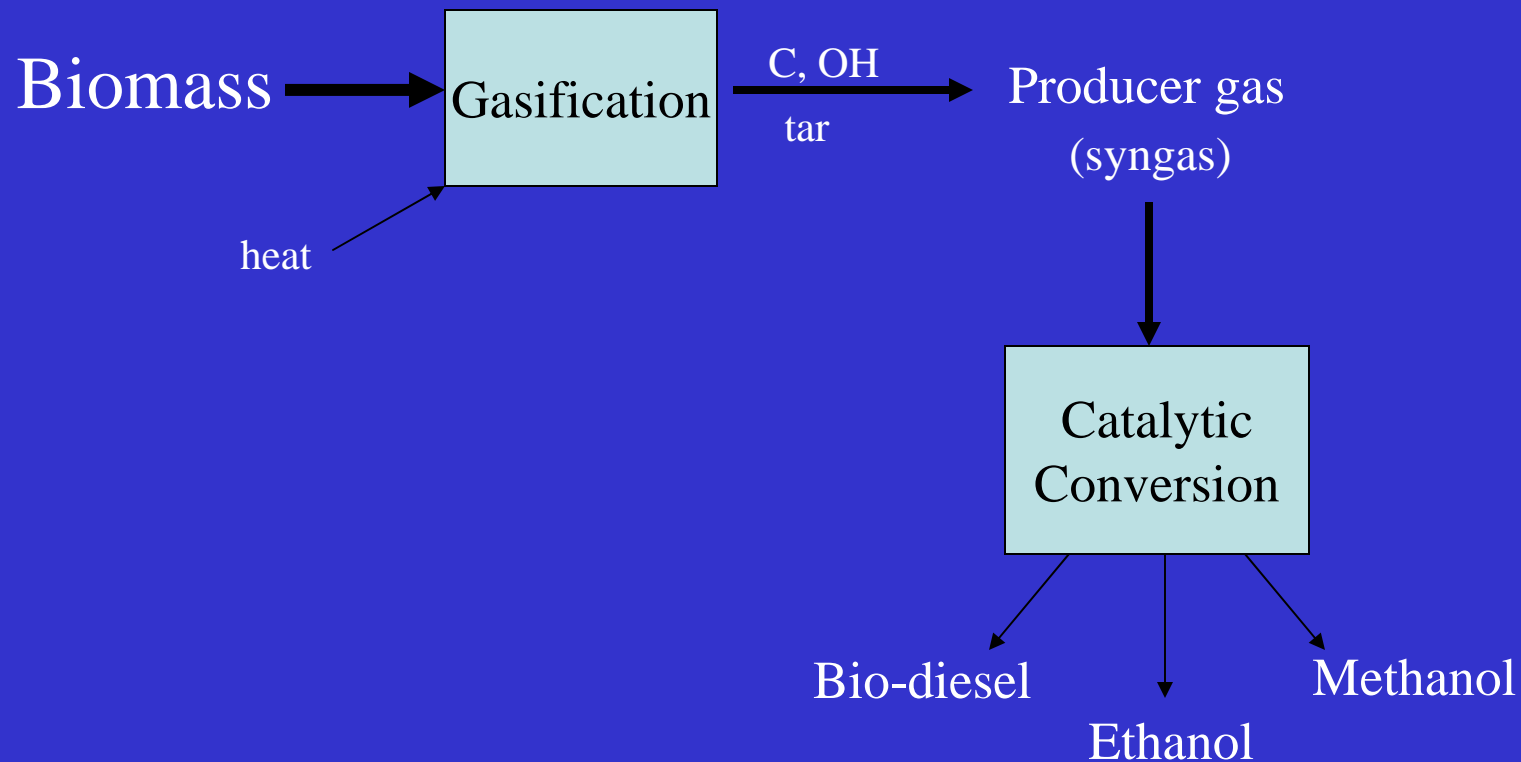 Biomass
Gasification
C, OH
tar
Producer gas
(syngas)
heat
Catalytic
Conversion
Bio-diesel
Ethanol
Methanol